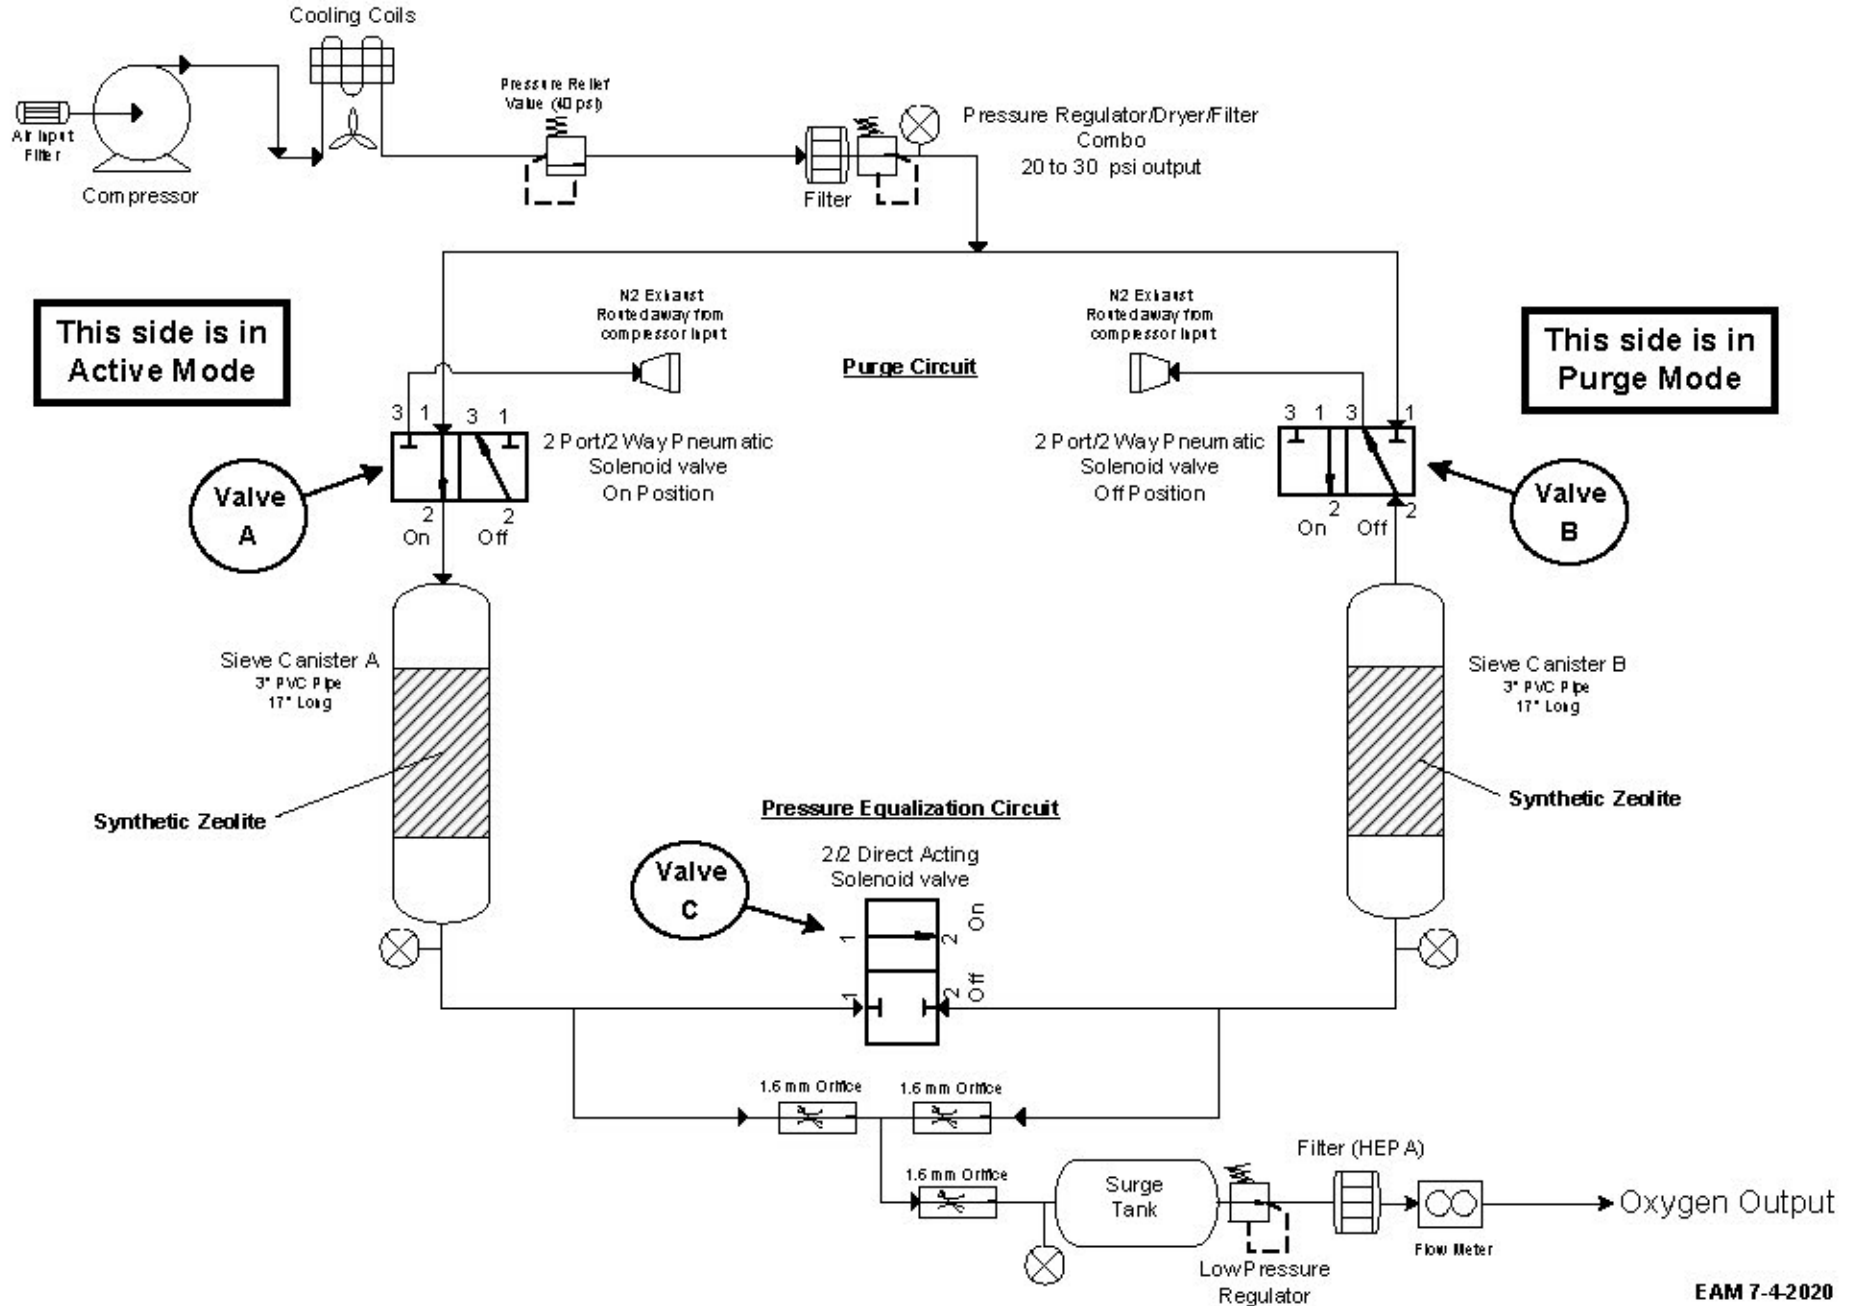 Cooling Coils
Air Input
Filter
Compressor
Pressure Relief
Value (40 psi)
Filter
Pressure Regulator/Dryer/Filter
Combo
20 to 30 psi output
This side is in
Active Mode
N2 Exhaust
Routed away from
compressor Input
Purge Circuit
N2 Exhaust
Routed away from
compressor Input
This side is in
Purge Mode
3 1 3 1
2 Port/2 Way Pneumatic
Solenoid valve
On Position
Valve
A
2 2
On Off
2 Port/2 Way Pneumatic
Solenoid valve
Off Position
3 1 3 1
Valve
B
2 2
On Off
Sieve Canister A
3" PVC Pipe
17" Long
Synthetic Zeolite
Sieve Canister B
3" PVC Pipe
17" Long
Synthetic Zeolite
Pressure Equalization Circuit
2/2 Direct Acting
Solenoid valve
Valve
C
1 2 On
1 2 Off
1.6 mm Orifice
1.6 mm Orifice
1.6 mm Orifice
Surge
Tank
Low Pressure
Regulator
Filter (HEPA)
Flow Meter
Oxygen Output
EAM 7-4-2020